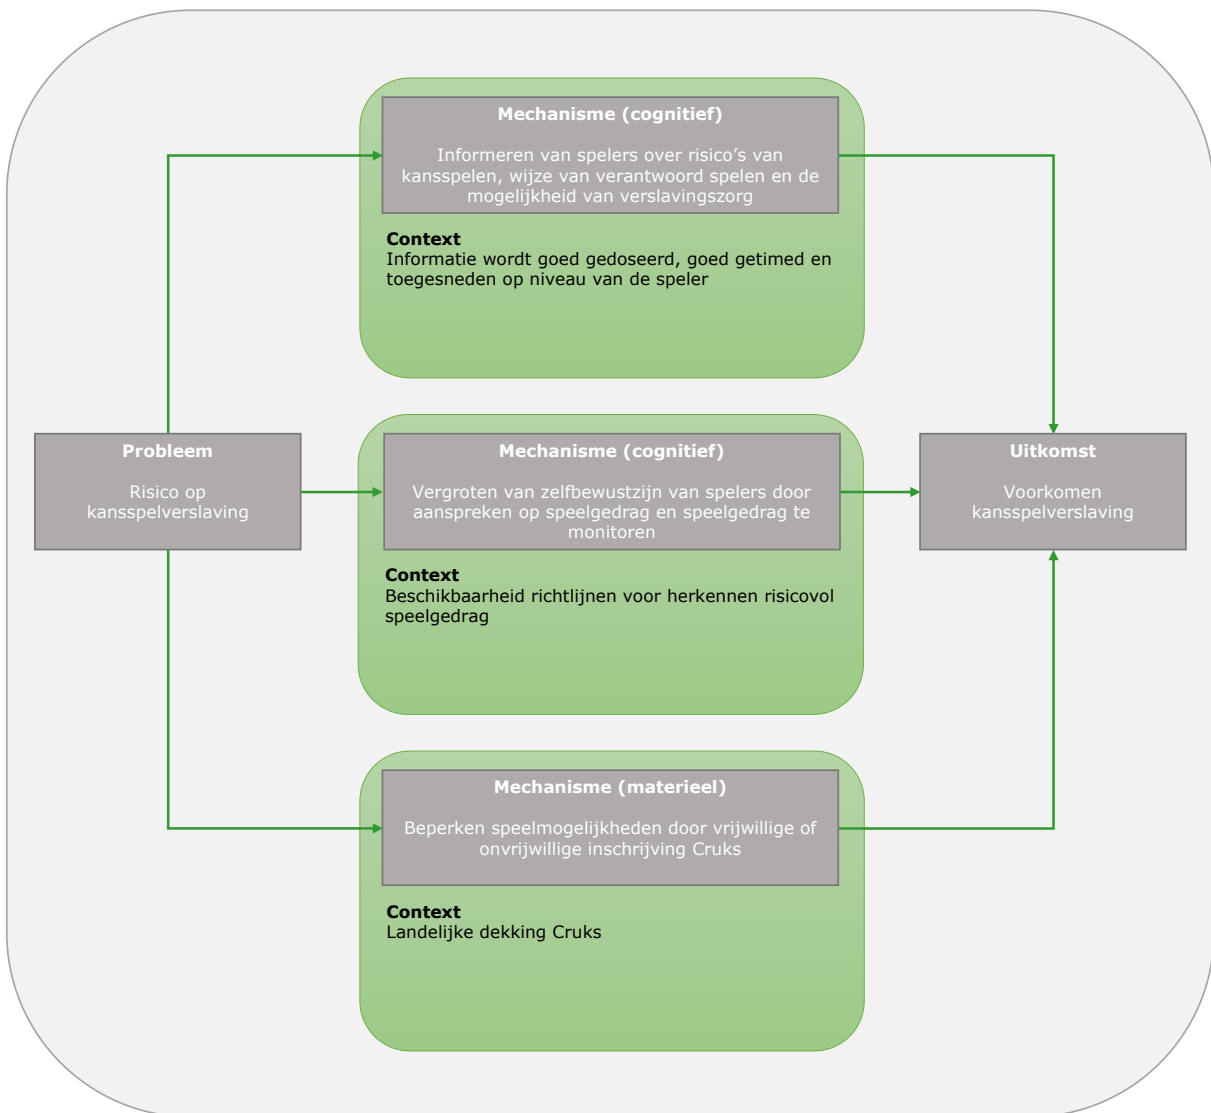 Mechanisme (cognitief)
Informeren van spelers over risico’s van
kansspelen, wijze van verantwoord spelen en de
mogelijkheid van verslavingszorg
Context
Informatie wordt goed gedoseerd, goed getimed en
toegesneden op niveau van de speler
Probleem
Risico op
kansspelverslaving
Mechanisme (cognitief)
Vergroten van zelfbewustzijn van spelers door
aanspreken op speelgedrag en speelgedrag te
monitoren
Context
Beschikbaarheid richtlijnen voor herkennen risicovol
speelgedrag
Uitkomst
Voorkomen
kansspelverslaving
Mechanisme (materieel)
Beperken speelmogelijkheden door vrijwillige of
onvrijwillige inschrijving Cruks
Context
Landelijke dekking Cruks